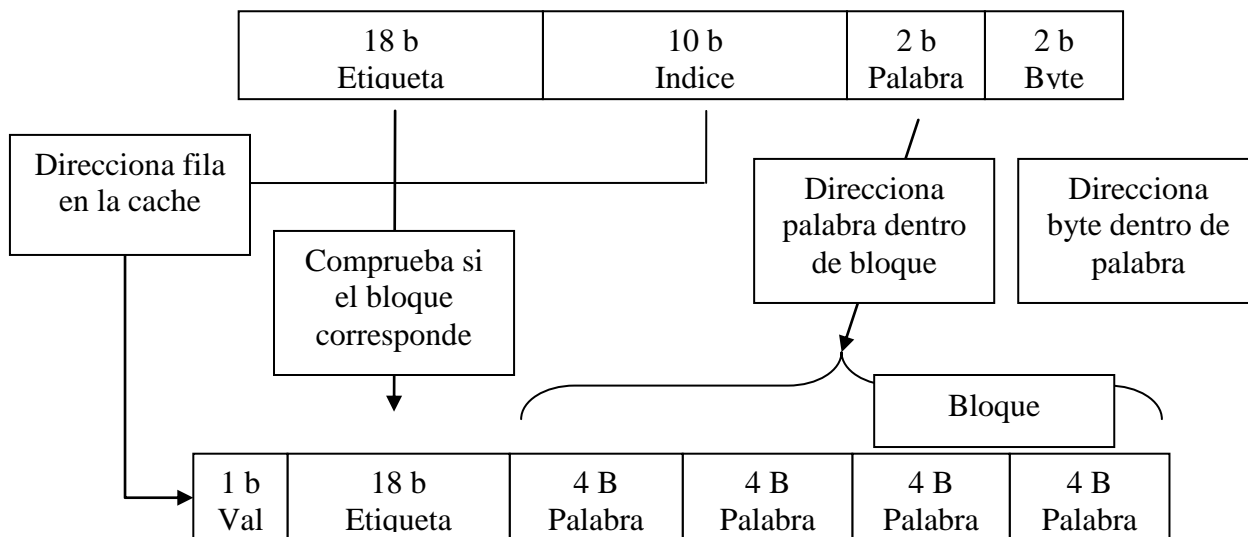 18 b
Etiqueta
10 b
Indice
2 b
Palabra
2 b
Byte
Direcciona fila
en la cache
Comprueba si
el bloque
corresponde
Direcciona
palabra dentro
de bloque
Direcciona
byte dentro de
palabra
Bloque
1 b
Val
18 b
Etiqueta
4 B
Palabra
4 B
Palabra
4 B
Palabra
4 B
Palabra